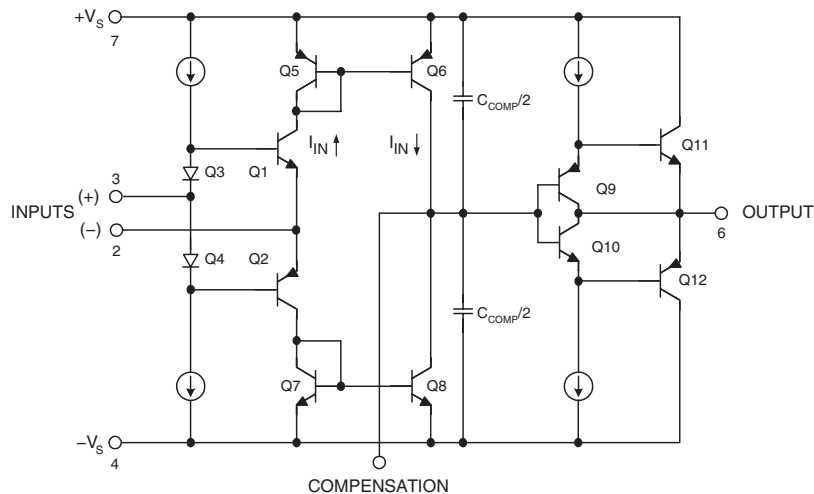 +VS
7
Q5
Q6
CCOMP/2
IIN
IIN
Q1
Q3
Q11
3
(+)
Q9
INPUTS
(–)
2
OUTPUT
6
Q4
Q2
Q10
Q12
CCOMP/2
Q7
Q8
–VS
4
COMPENSATION